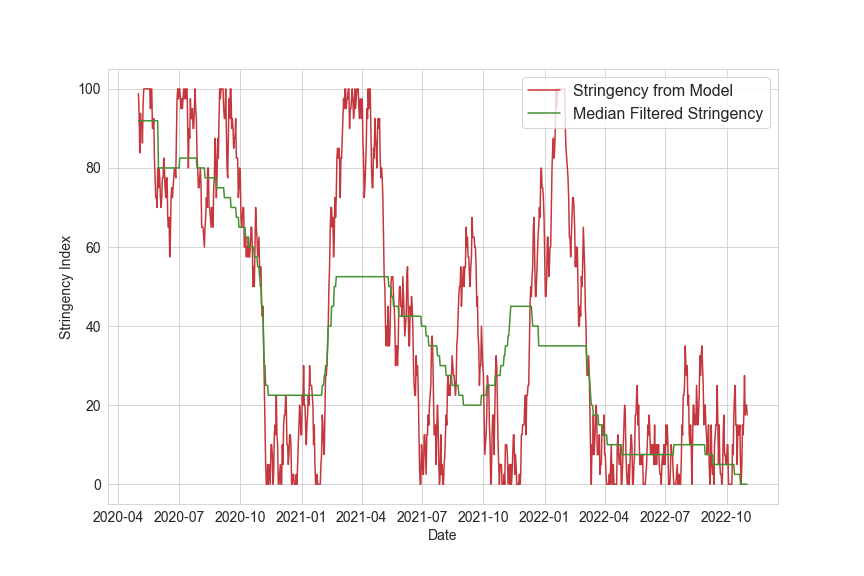 Stringency from Model
Median Filtered Stringency
100
80
60
40
20
0
Stringency Index
2020-04 2020-07 2020-10 2021-01 2021-04 2021-07 2021-10 2022-01 2022-04 2022-07 2022-10
Date